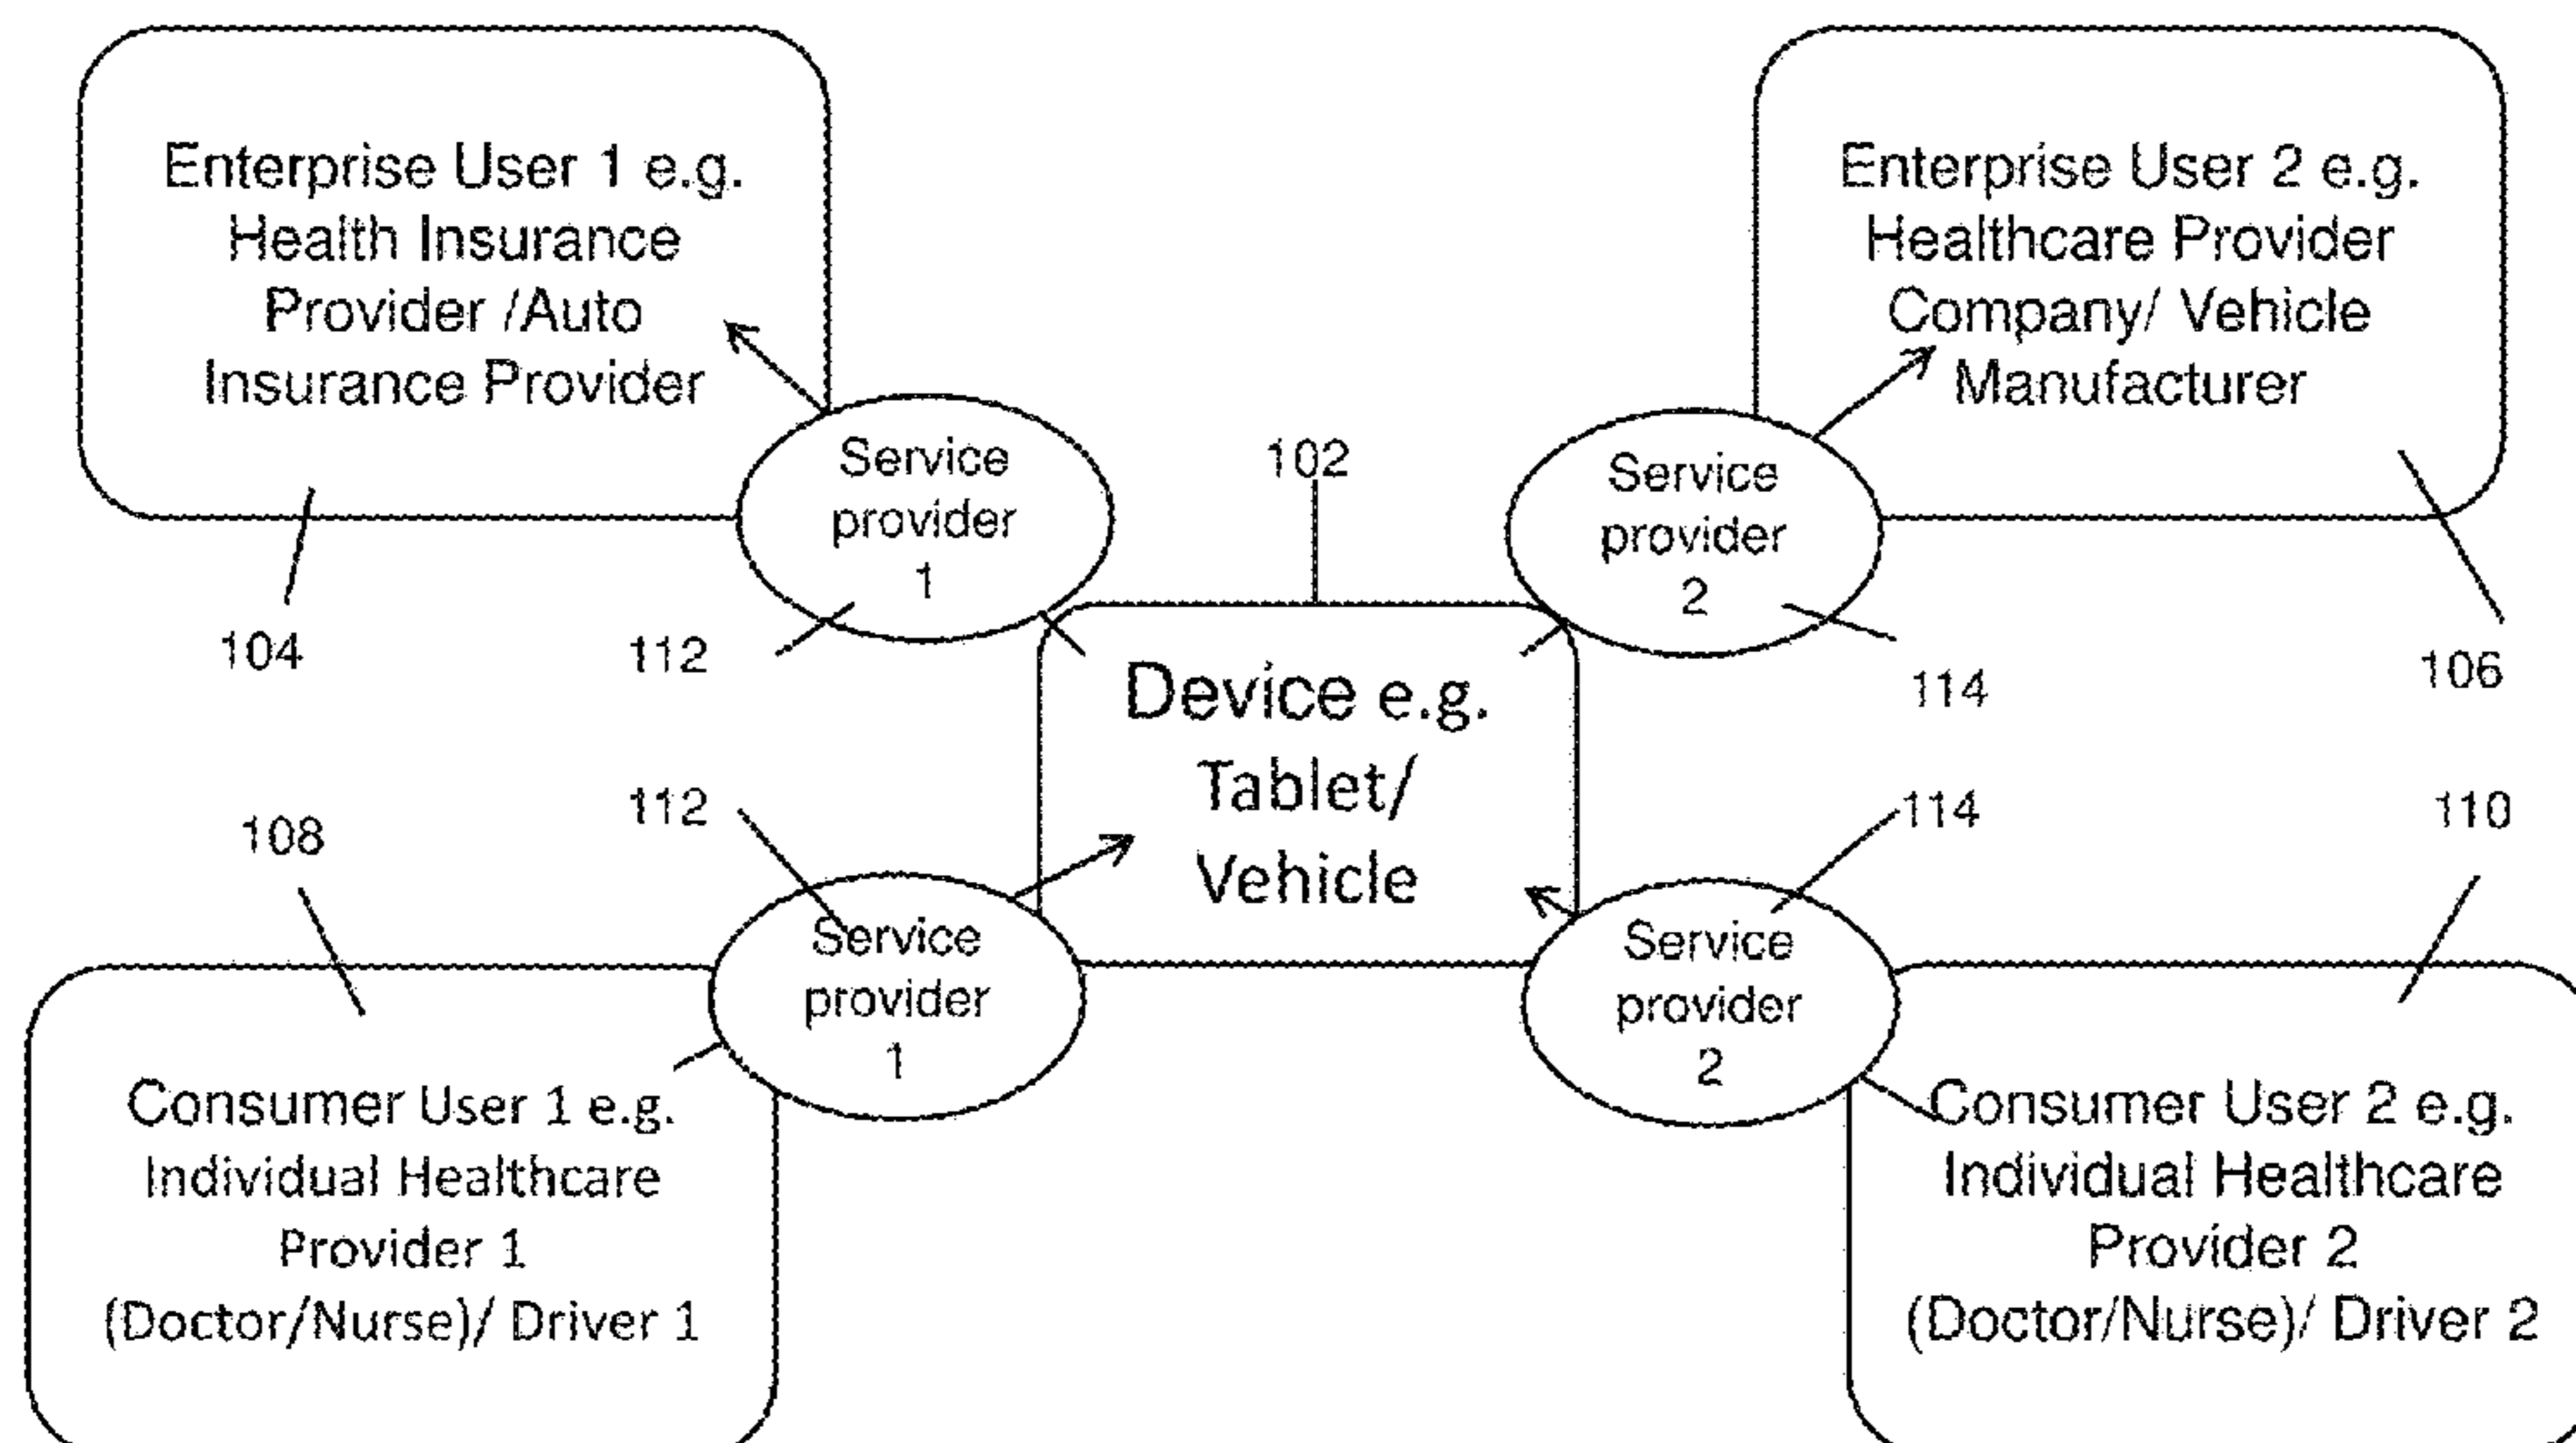 Enterprise User 1 e.g.
Health Insurance
Provider /Auto
Insurance Provider
Enterprise User 2 e.g.
Healthcare Provider
Company/ Vehicle
Manufacturer
Service
provider
1
102
Service
provider
2
104
112
114
106
Device e.g.
Tablet/
Vehicle
108
112
114
110
Service
provider
1
Service
provider
2
Consumer User 1 e.g.
Individual Healthcare
Provider 1
(Doctor/Nurse)/ Driver 1
Consumer User 2 e.g.
Individual Healthcare
Provider 2
(Doctor/Nurse)/ Driver 2